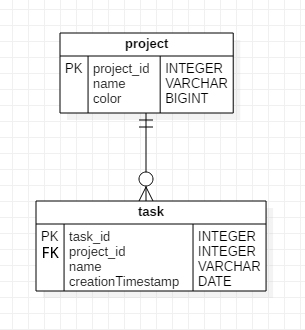 project
PK project_id INTEGER
name VARCHAR
color BIGINT
task
PK task_id INTEGER
FK project_id INTEGER
name VARCHAR
creationTimestamp DATE